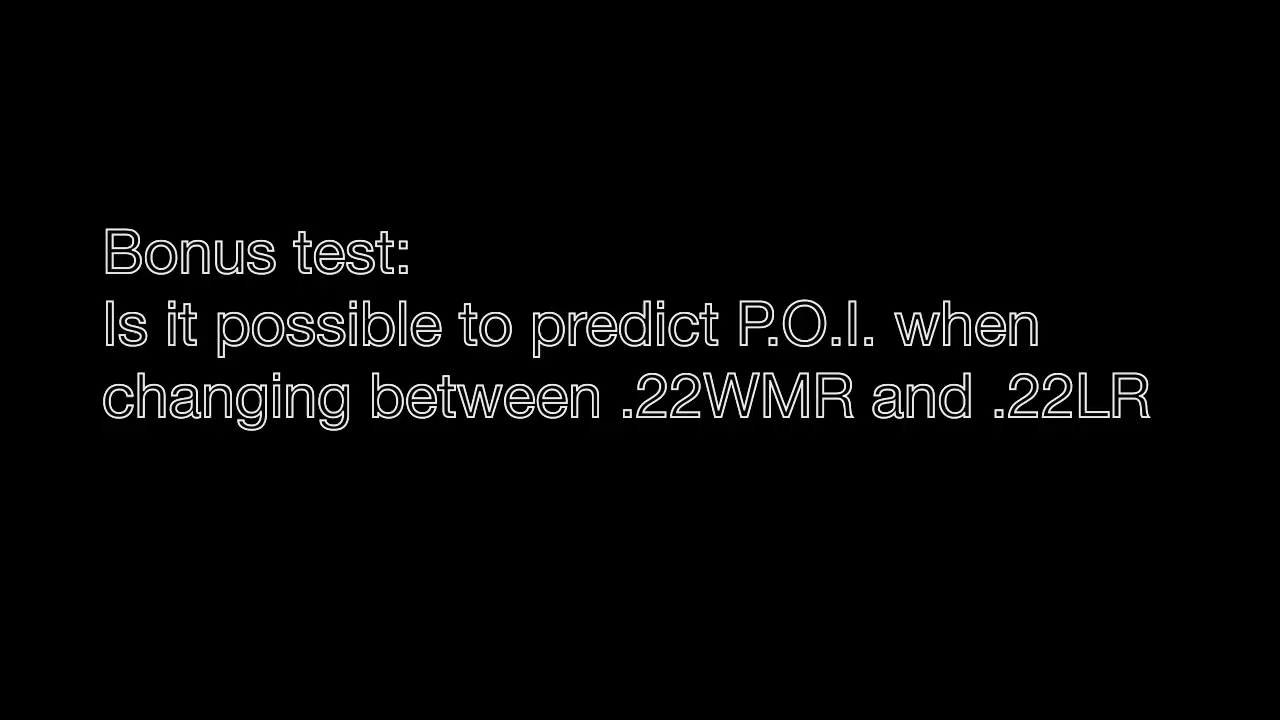 Bonus test:
Is it possible to predict P.O.I. when
changing between .22WMR and .22LR